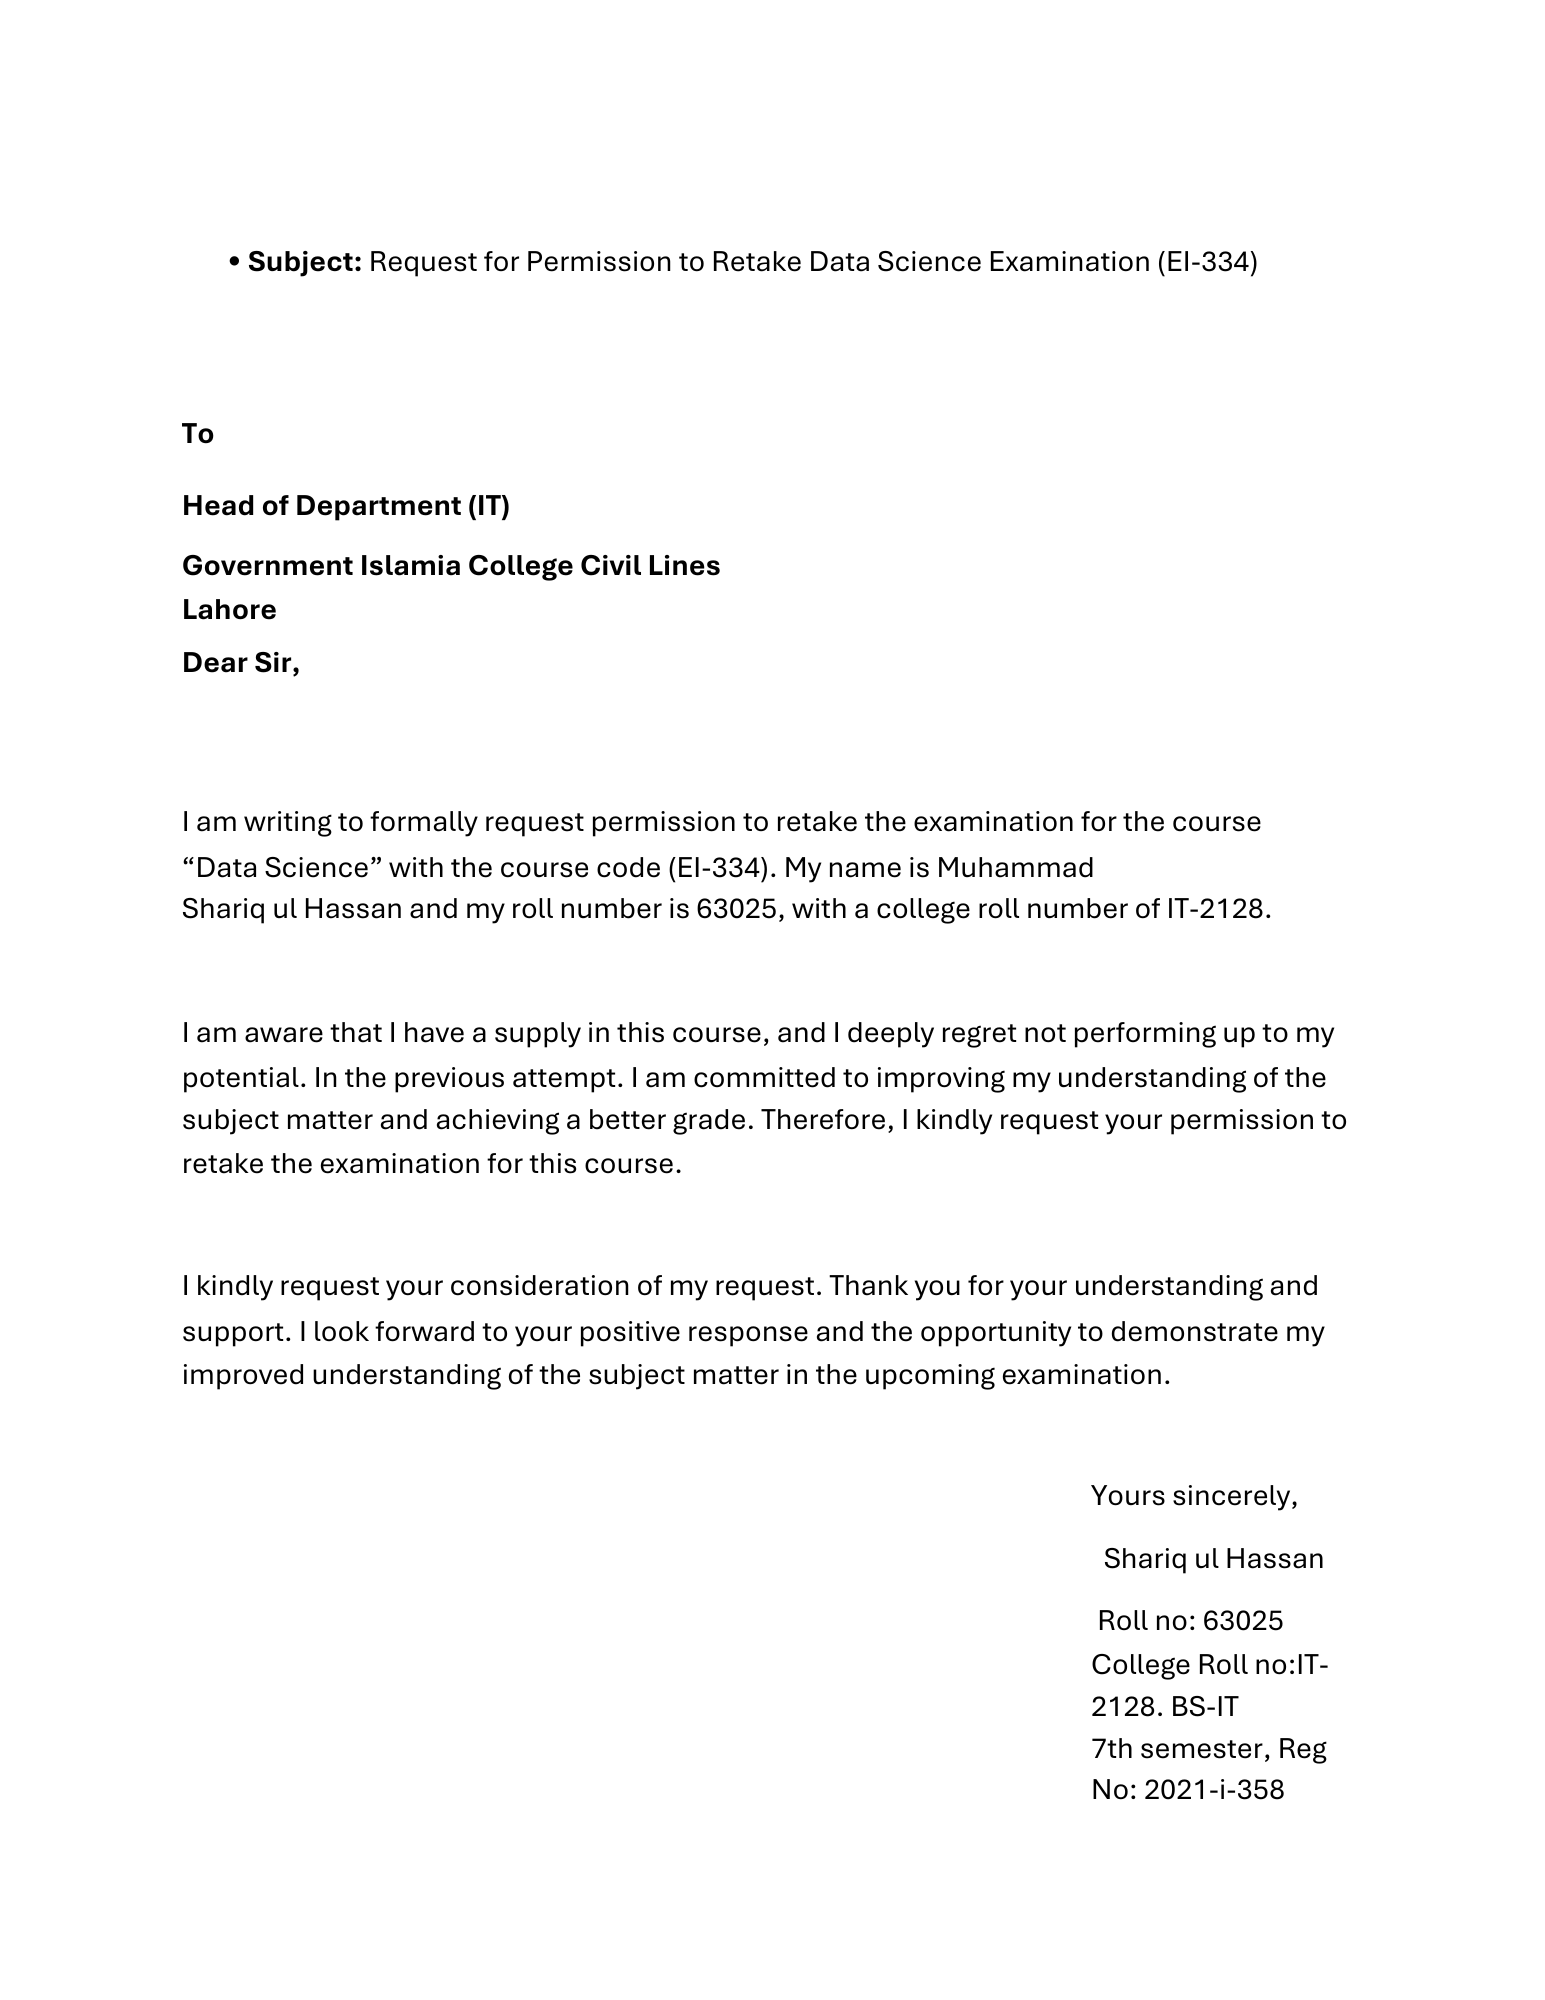 • Subject: Request for Permission to Retake Data Science Examination (EI-334)
To
Head of Department (IT)
Government Islamia College Civil Lines
Lahore
Dear Sir,
I am writing to formally request permission to retake the examination for the course
“Data Science” with the course code (EI-334). My name is Muhammad
Shariq ul Hassan and my roll number is 63025, with a college roll number of IT-2128.
I am aware that I have a supply in this course, and I deeply regret not performing up to my
potential. In the previous attempt. I am committed to improving my understanding of the
subject matter and achieving a better grade. Therefore, I kindly request your permission to
retake the examination for this course.
I kindly request your consideration of my request. Thank you for your understanding and
support. I look forward to your positive response and the opportunity to demonstrate my
improved understanding of the subject matter in the upcoming examination.
Yours sincerely,
Shariq ul Hassan
Roll no: 63025
College Roll no:IT-
2128. BS-IT
7th semester, Reg
No: 2021-i-358